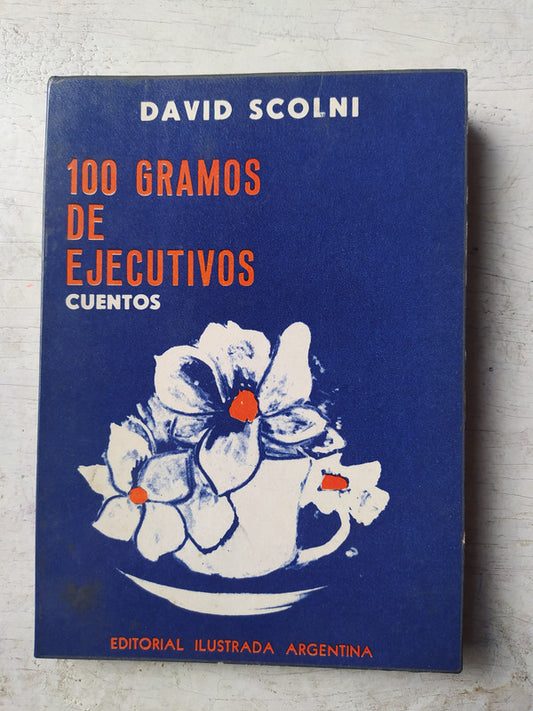 DAVID SCOLNI
100 GRAMOS
DE
EJECUTIVOS
CUENTOS
EDITORIAL ILUSTRADA ARGENTINA